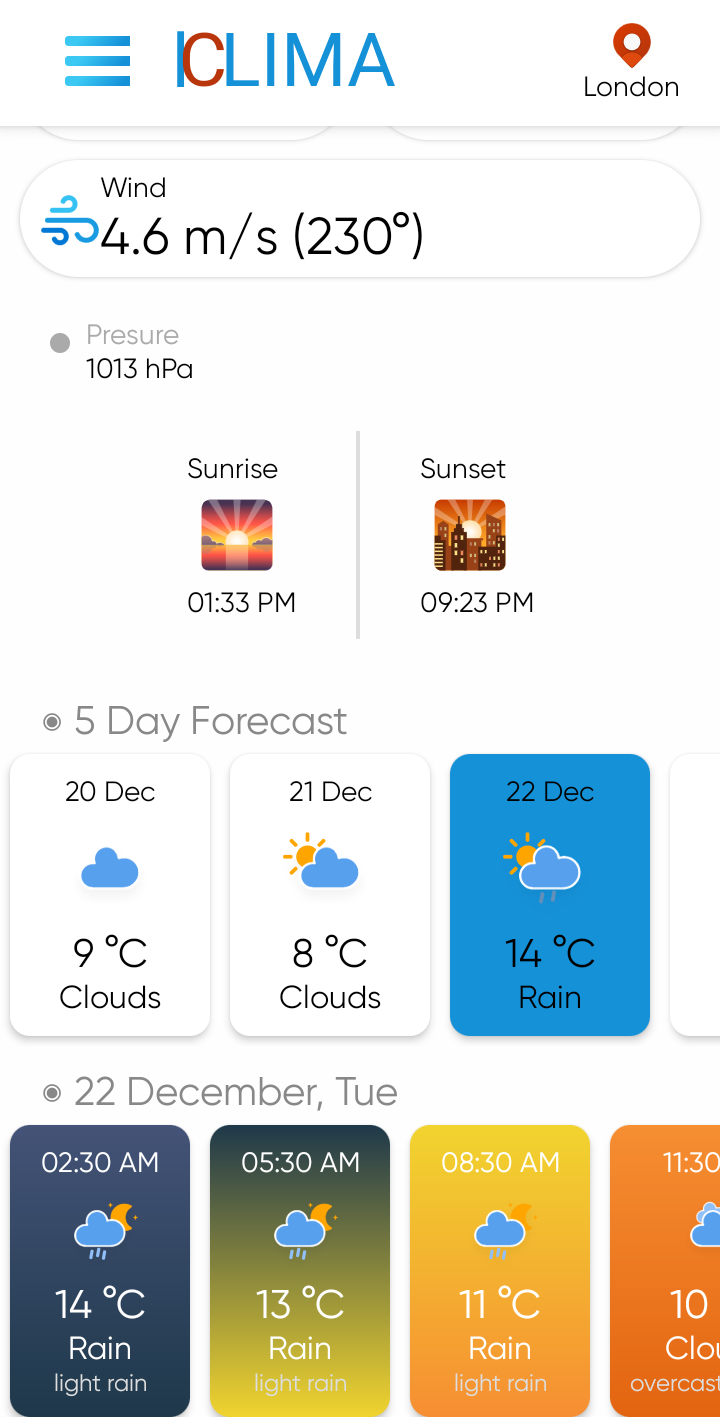 CLIMA
London
Wind
4.6 m/s (230°)
Presure
1013 hPa
Sunrise
Sunset
01:33 PM
09:23 PM
5 Day Forecast
20 Dec
21 Dec
22 Dec
9 °C
8 °C
14 °C
Clouds
Clouds
Rain
22 December, Tue
02:30 AM
05:30 AM
08:30 AM
11:30
14 °C
13 °C
11 °C
10
Rain
Rain
Rain
Clou
light rain
light rain
light rain
overcast